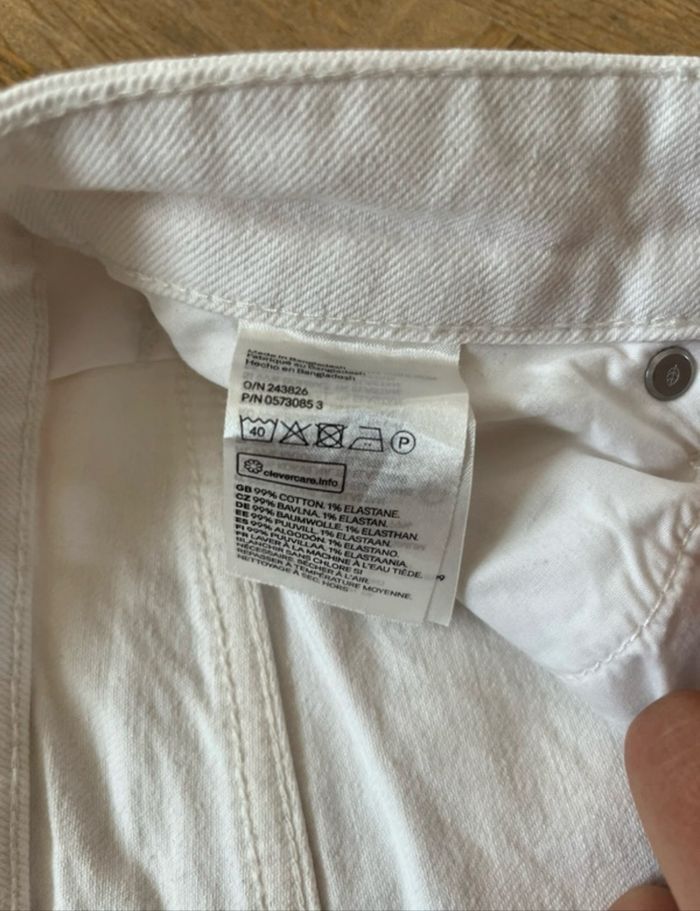 Made in Bangladesh
Fabriqué au Bangladesh
Hecho en Bangladesh
O/N 243826
P/N 0573085 3
40
P
clevercare.info
GB 99% COTTON. 1% ELASTANE.
CZ 99% BAVLNA. 1% ELASTAN.
DE 99% BAUMWOLLE. 1% ELASTHAN.
EE 99% PUUVILL. 1% ELASTAAN.
ES 99% ALGODÓN. 1% ELASTANO.
FI 99% PUUVILLAA. 1% ELASTAANIA.
FR LAVER À LA MACHINE À L'EAU TIÈDE.
BLANCHIR SANS CHLORE SI
NÉCESSAIRE. SÉCHER À L'AIR.
REPASSER À TEMPÉRATURE MOYENNE.
NETTOYAGE À SEC, HORS